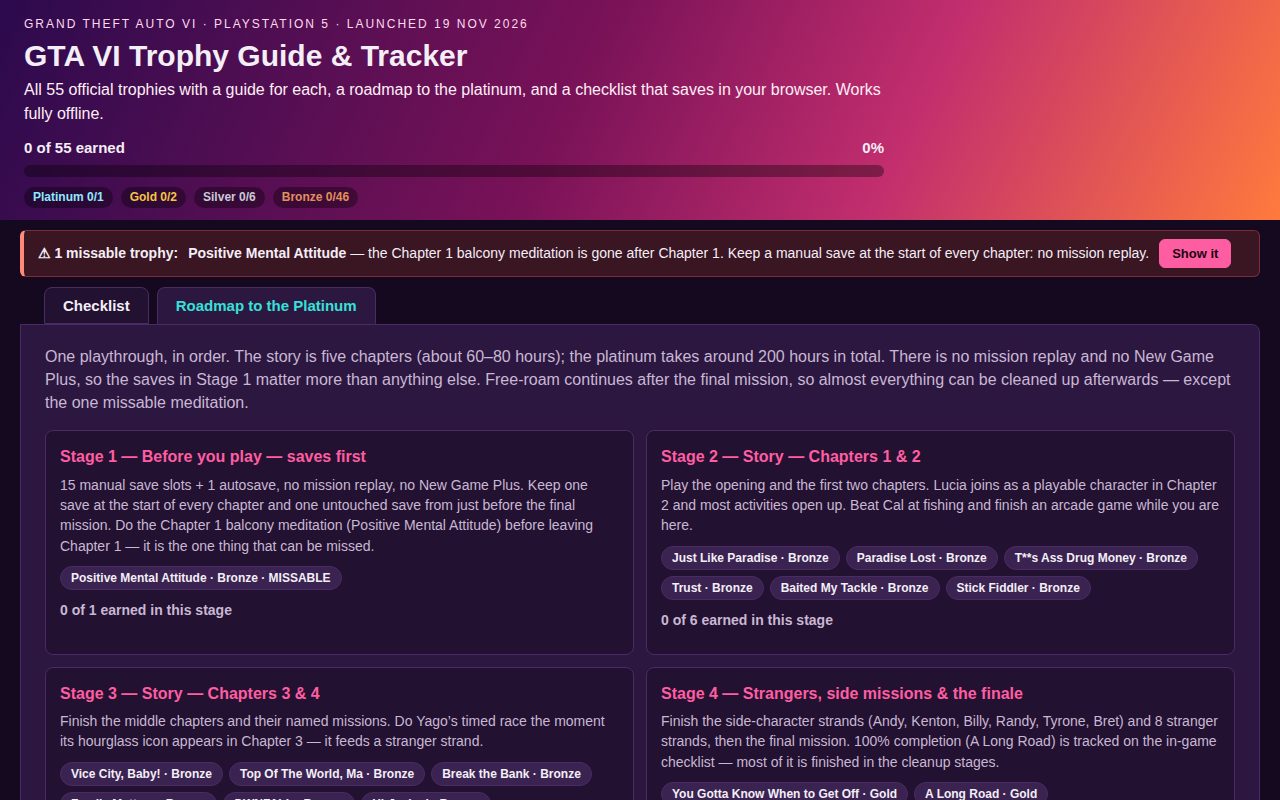 GRAND THEFT AUTO VI · PLAYSTATION 5 · LAUNCHED 19 NOV 2026
GTA VI Trophy Guide & Tracker
All 55 official trophies with a guide for each, a roadmap to the platinum, and a checklist that saves in your browser. Works
fully offline.
0 of 55 earned 0%
Platinum 0/1 Gold 0/2 Silver 0/6 Bronze 0/46
⚠ 1 missable trophy: Positive Mental Attitude — the Chapter 1 balcony meditation is gone after Chapter 1. Keep a manual save at the start of every chapter: no mission replay. Show it
Checklist Roadmap to the Platinum
One playthrough, in order. The story is five chapters (about 60–80 hours); the platinum takes around 200 hours in total. There is no mission replay and no New Game
Plus, so the saves in Stage 1 matter more than anything else. Free-roam continues after the final mission, so almost everything can be cleaned up afterwards — except
the one missable meditation.
Stage 1 — Before you play — saves first
15 manual save slots + 1 autosave, no mission replay, no New Game Plus. Keep one
save at the start of every chapter and one untouched save from just before the final
mission. Do the Chapter 1 balcony meditation (Positive Mental Attitude) before leaving
Chapter 1 — it is the one thing that can be missed.
Positive Mental Attitude · Bronze · MISSABLE
0 of 1 earned in this stage
Stage 2 — Story — Chapters 1 & 2
Play the opening and the first two chapters. Lucia joins as a playable character in Chapter
2 and most activities open up. Beat Cal at fishing and finish an arcade game while you are
here.
Just Like Paradise · Bronze Paradise Lost · Bronze T**s Ass Drug Money · Bronze
Trust · Bronze Baited My Tackle · Bronze Stick Fiddler · Bronze
0 of 6 earned in this stage
Stage 3 — Story — Chapters 3 & 4
Finish the middle chapters and their named missions. Do Yago's timed race the moment
its hourglass icon appears in Chapter 3 — it feeds a stranger strand.
Vice City, Baby! · Bronze Top Of The World, Ma · Bronze Break the Bank · Bronze
Stage 4 — Strangers, side missions & the finale
Finish the side-character strands (Andy, Kenton, Billy, Randy, Tyrone, Bret) and 8 stranger
strands, then the final mission. 100% completion (A Long Road) is tracked on the in-game
checklist — most of it is finished in the cleanup stages.
You Gotta Know When to Get Off · Gold A Long Road · Gold